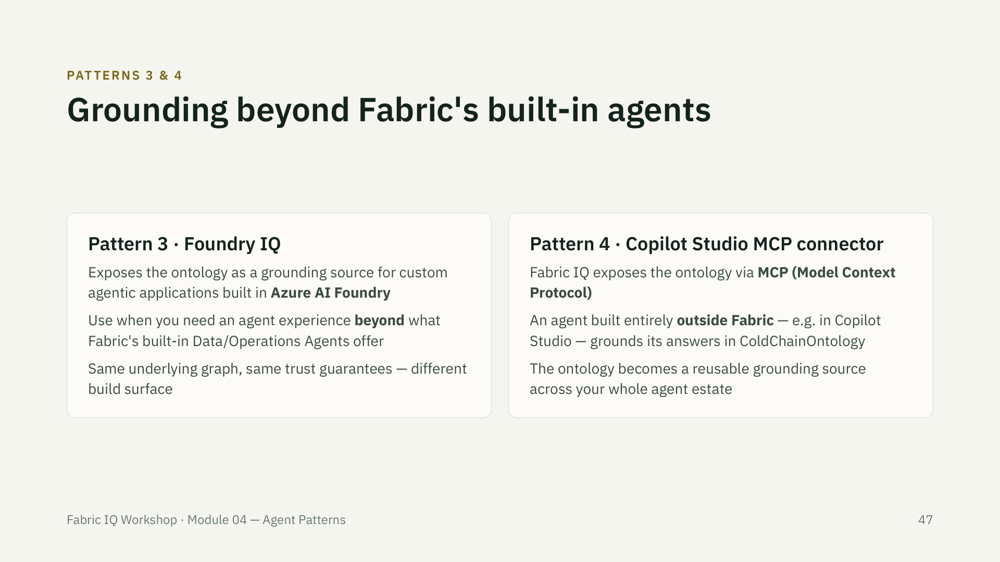 PATTERNS 3 & 4
Grounding beyond Fabric's built-in agents
Pattern 3 · Foundry IQ
Exposes the ontology as a grounding source for custom
agentic applications built in Azure AI Foundry
Use when you need an agent experience beyond what
Fabric's built-in Data/Operations Agents offer
Same underlying graph, same trust guarantees — different
build surface
Pattern 4 · Copilot Studio MCP connector
Fabric IQ exposes the ontology via MCP (Model Context
Protocol)
An agent built entirely outside Fabric — e.g. in Copilot
Studio — grounds its answers in ColdChainOntology
The ontology becomes a reusable grounding source
across your whole agent estate
Fabric IQ Workshop · Module 04 — Agent Patterns
47